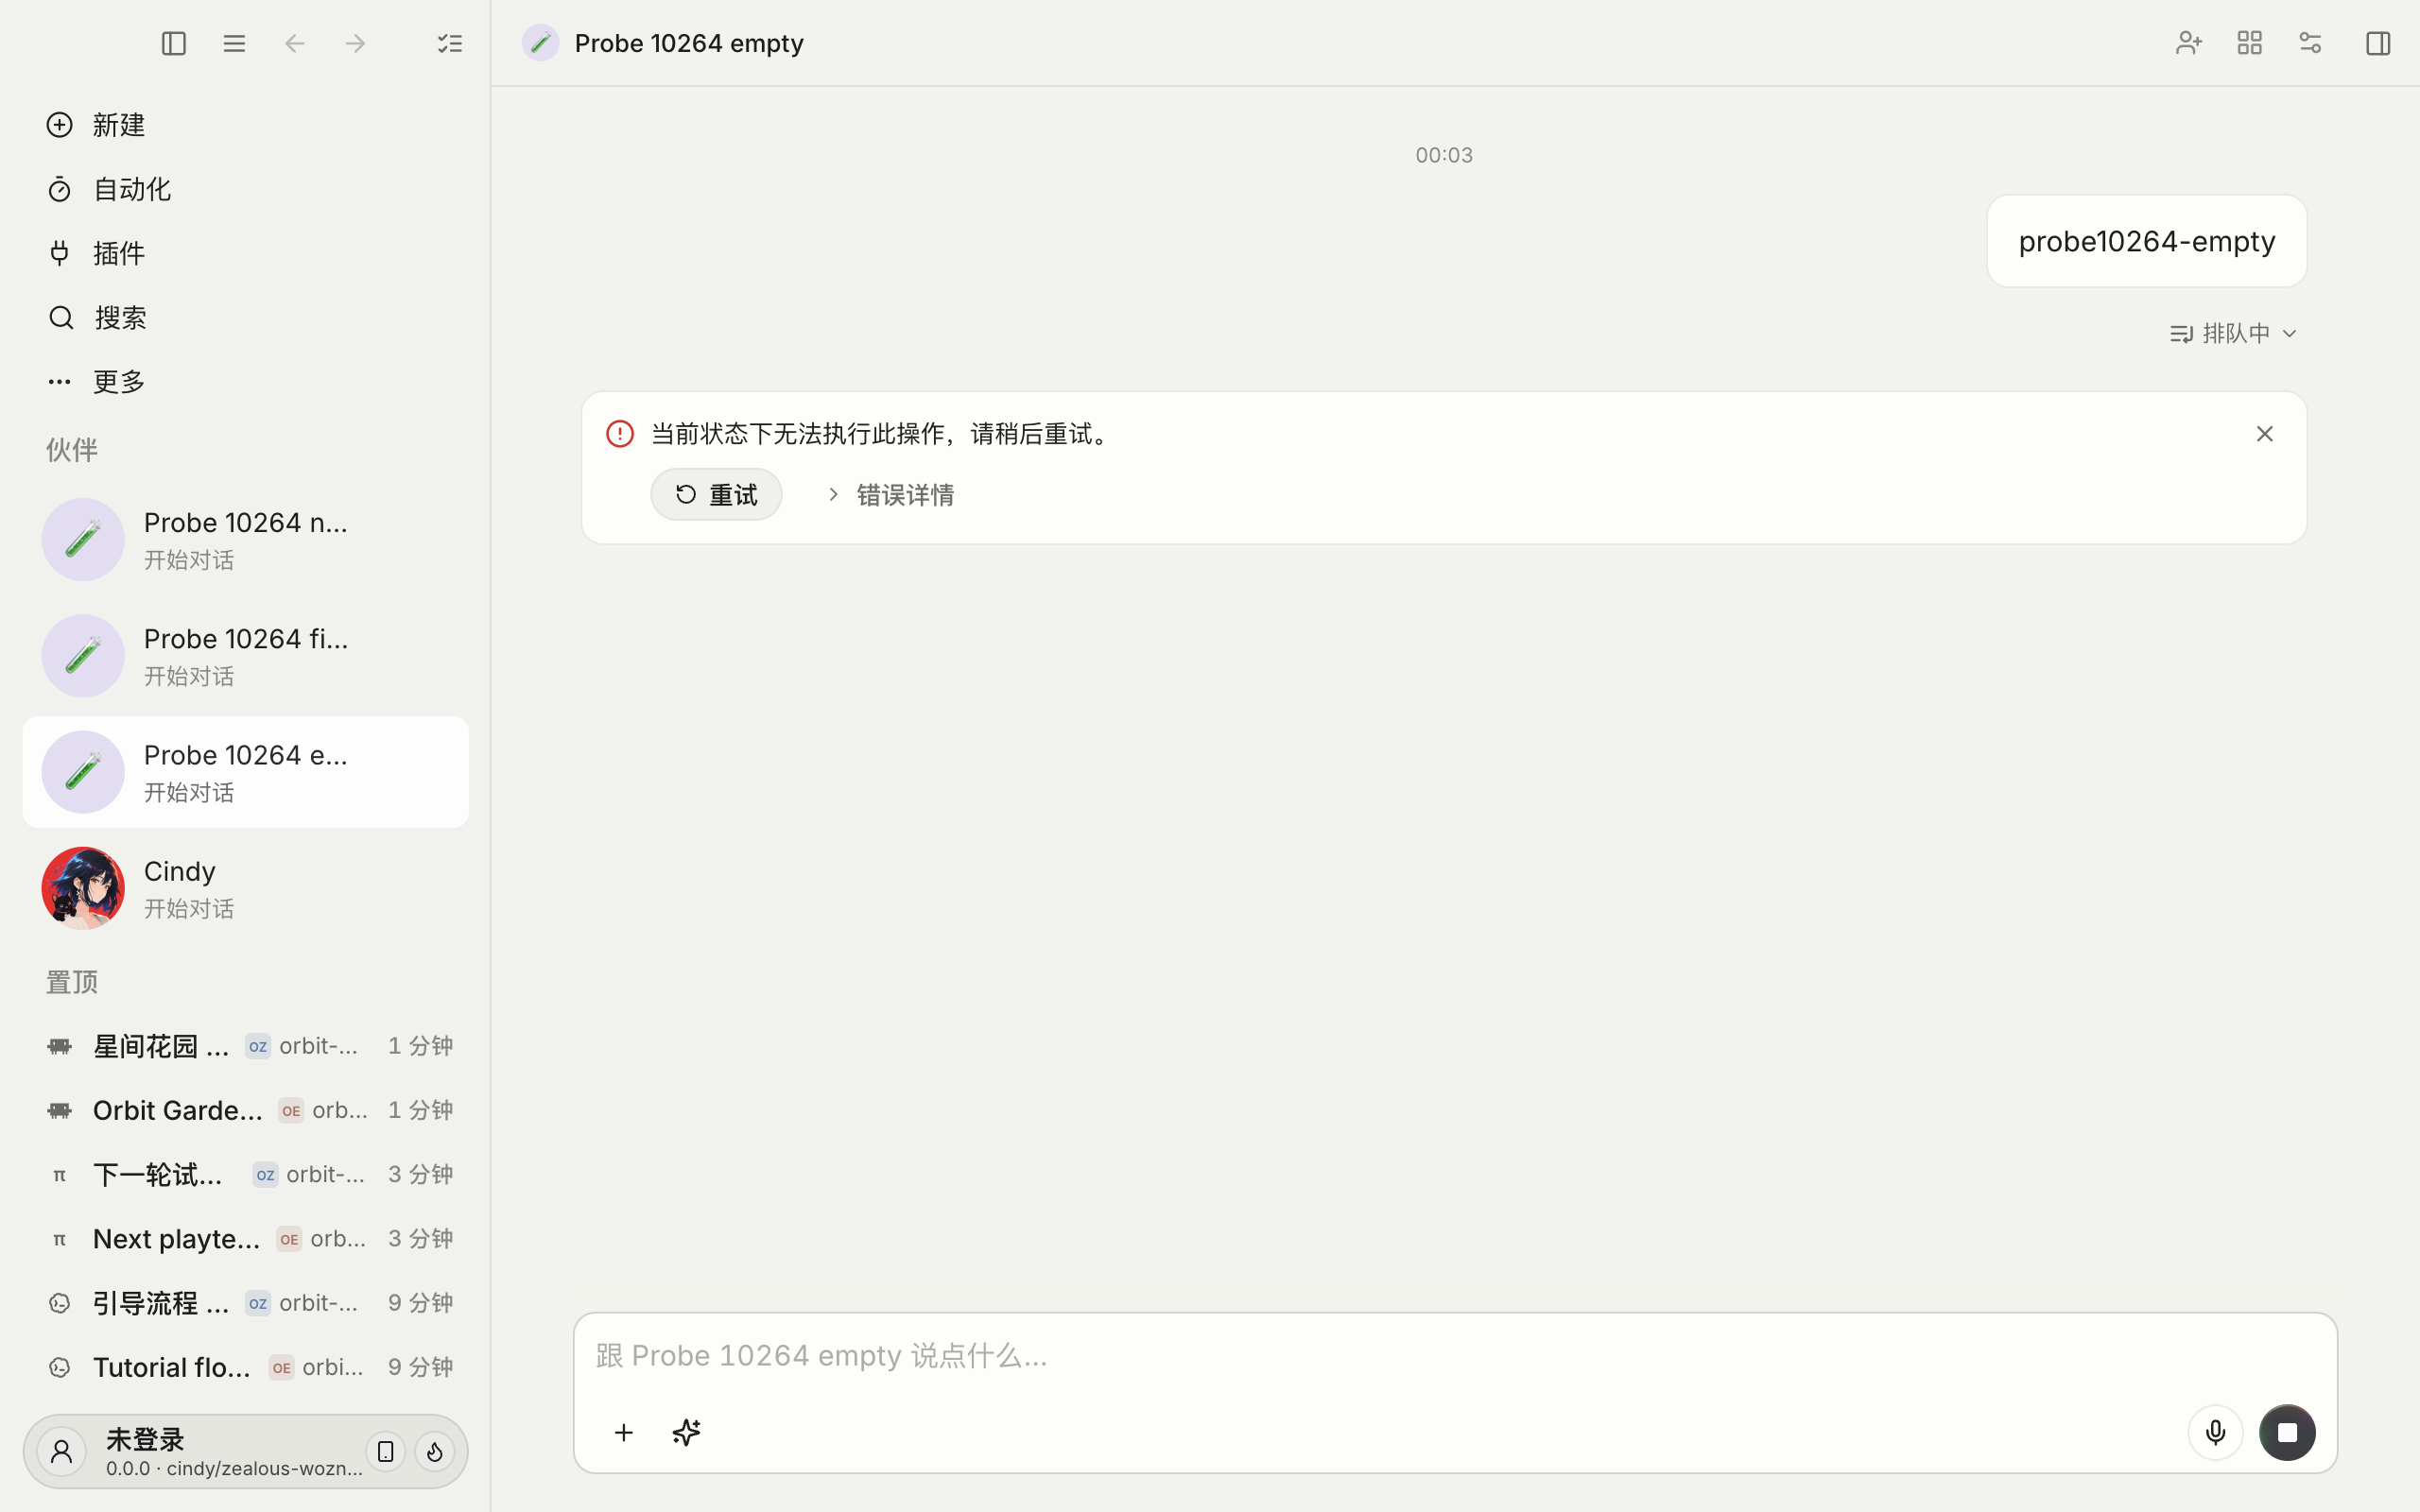 新建
自动化
插件
搜索
更多
伙伴
Probe 10264 n...
开始对话
Probe 10264 fi...
开始对话
Probe 10264 e...
开始对话
Cindy
开始对话
置顶
星间花园 ... OZ orbit-... 1 分钟
Orbit Garde... OE orb... 1 分钟
π 下一轮试... OZ orbit-... 3 分钟
π Next playte... OE orb... 3 分钟
引导流程 ... OZ orbit-... 9 分钟
Tutorial flo... OE orbi... 9 分钟
未登录
0.0.0 · cindy/zealous-wozn...
Probe 10264 empty
00:03
probe10264-empty
排队中
当前状态下无法执行此操作，请稍后重试。
重试 错误详情
跟 Probe 10264 empty 说点什么...